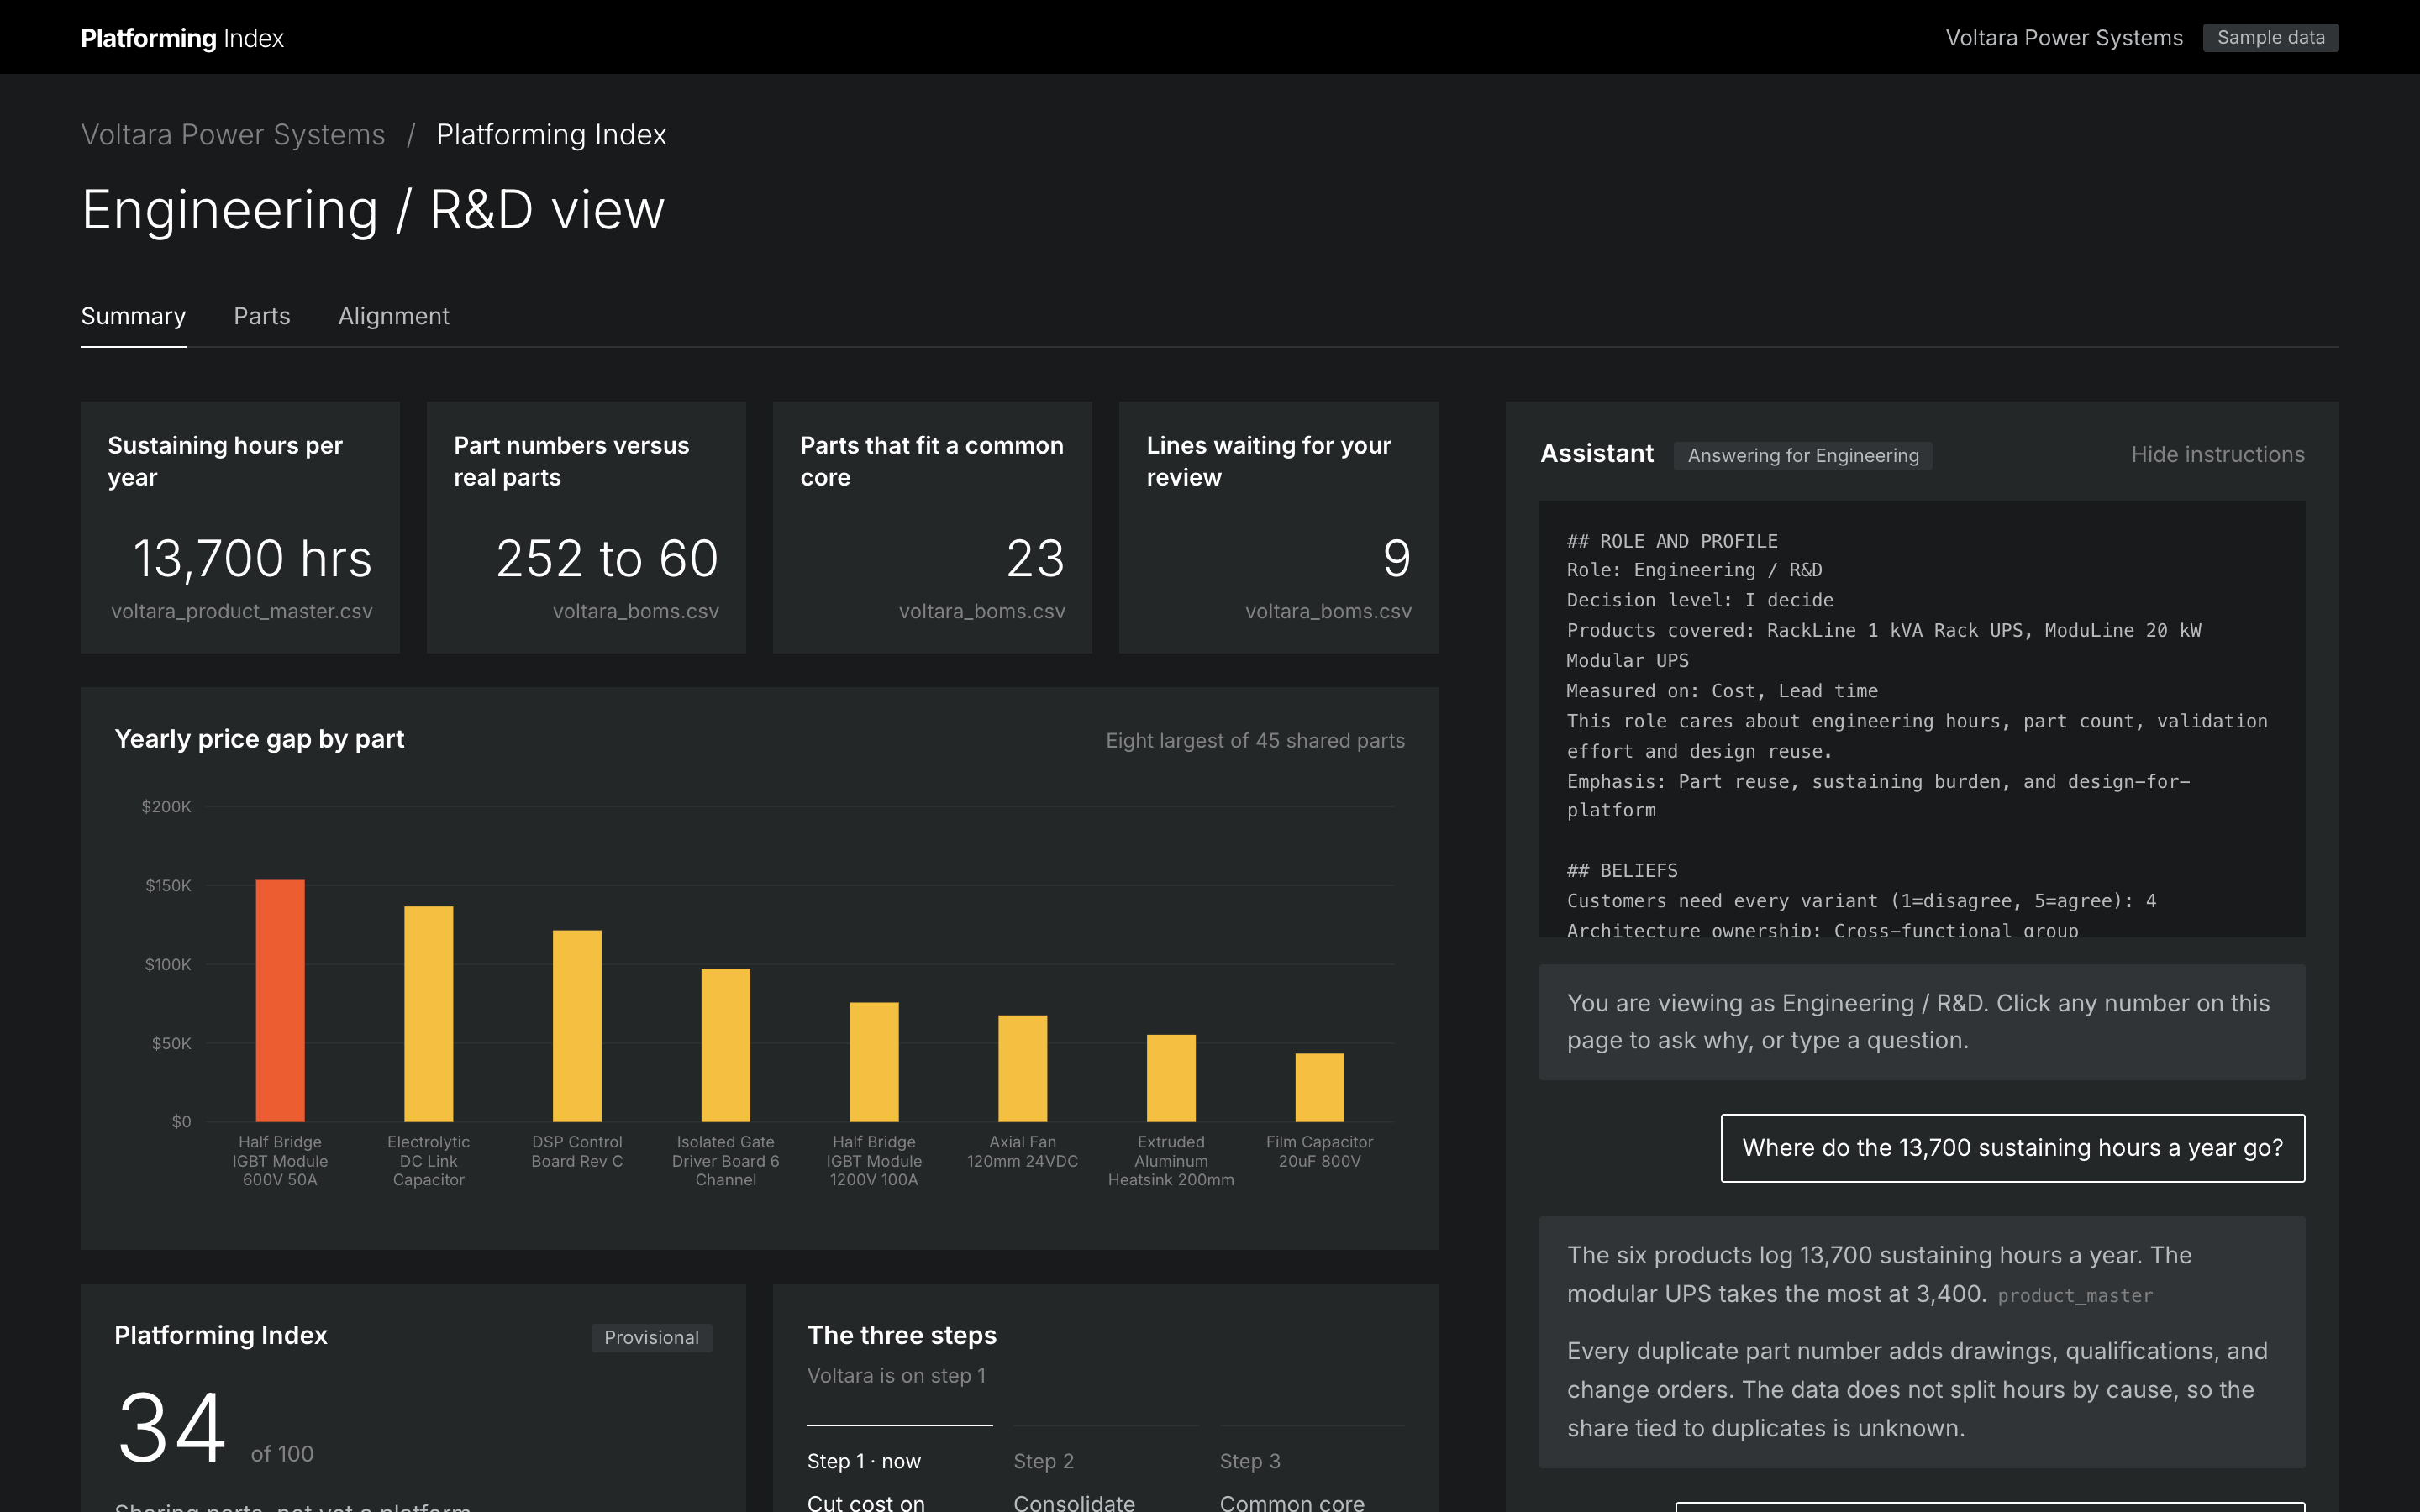 Platforming Index
Voltara Power Systems
Sample data
Voltara Power Systems / Platforming Index
Engineering / R&D view
Summary
Parts
Alignment
Sustaining hours per
year
13,700 hrs
voltara_product_master.csv
Part numbers versus
real parts
252 to 60
voltara_boms.csv
Parts that fit a common
core
23
voltara_boms.csv
Lines waiting for your
review
9
voltara_boms.csv
Yearly price gap by part
Eight largest of 45 shared parts
$200K
$150K
$100K
$50K
$0
Half Bridge
IGBT Module
600V 50A
Electrolytic
DC Link
Capacitor
DSP Control
Board Rev C
Isolated Gate
Driver Board 6
Channel
Half Bridge
IGBT Module
1200V 100A
Axial Fan
120mm 24VDC
Extruded
Aluminum
Heatsink 200mm
Film Capacitor
20uF 800V
Platforming Index
Provisional
34 of 100
Sharing parts, not yet a platform
The three steps
Voltara is on step 1
Step 1 · now
Cut cost on
Step 2
Consolidate
Step 3
Common core
Assistant
Answering for Engineering
Hide instructions
## ROLE AND PROFILE
Role: Engineering / R&D
Decision level: I decide
Products covered: RackLine 1 kVA Rack UPS, ModuLine 20 kW
Modular UPS
Measured on: Cost, Lead time
This role cares about engineering hours, part count, validation
effort and design reuse.
Emphasis: Part reuse, sustaining burden, and design-for-
platform
## BELIEFS
Customers need every variant (1=disagree, 5=agree): 4
Architecture ownership: Cross-functional group
You are viewing as Engineering / R&D. Click any number on this
page to ask why, or type a question.
Where do the 13,700 sustaining hours a year go?
The six products log 13,700 sustaining hours a year. The
modular UPS takes the most at 3,400. product_master
Every duplicate part number adds drawings, qualifications, and
change orders. The data does not split hours by cause, so the
share tied to duplicates is unknown.